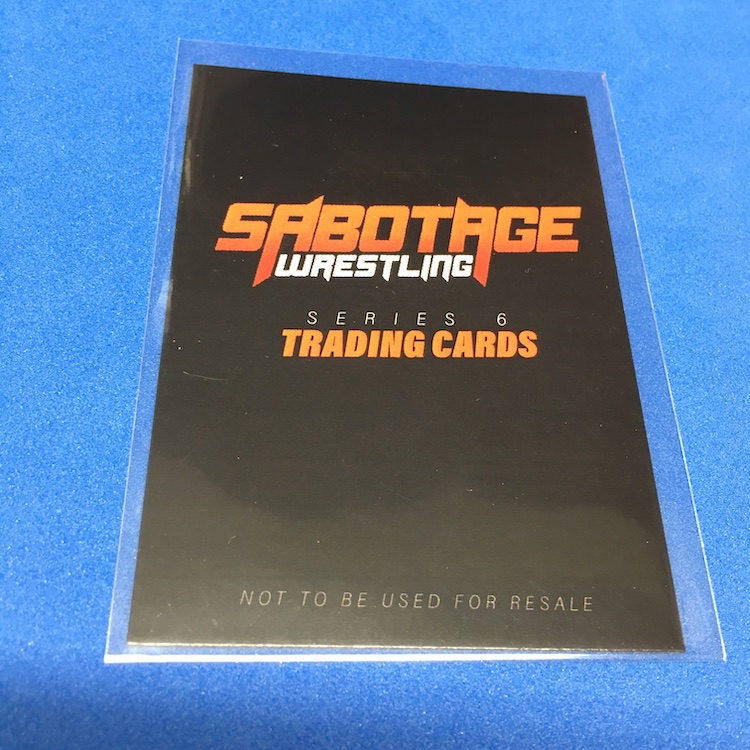 SABOTAGE
WRESTLING
SERIES 6
TRADING CARDS
NOT TO BE USED FOR RESALE